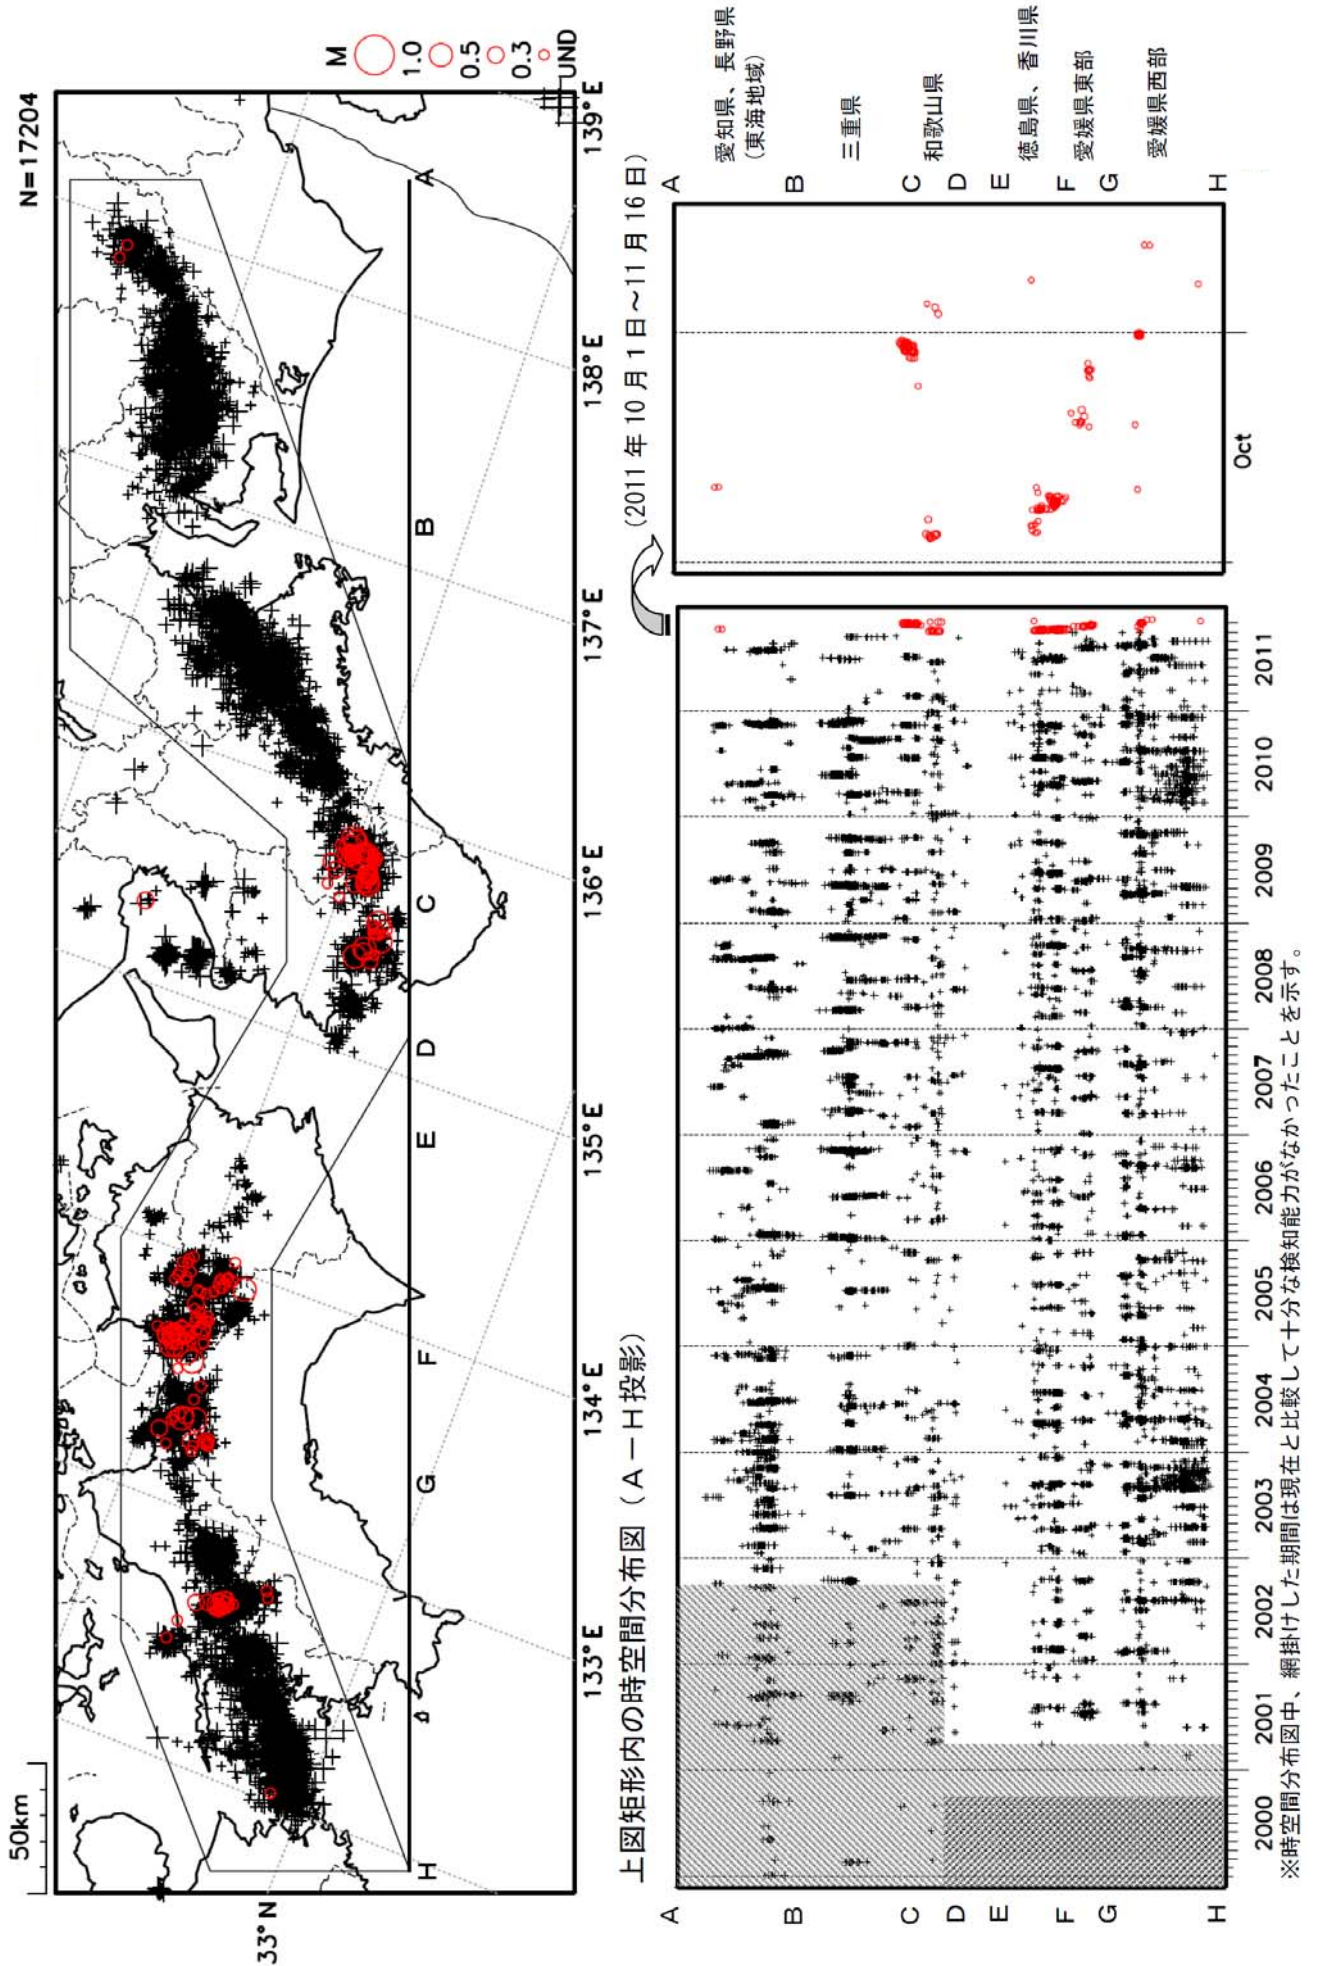 N=17204
M
1.0
0.5
0.3
UND
50km
33°N
133°E
134°E
135°E
136°E
137°E
138°E
139°E
H
G
F
E
D
C
B
A
上図矩形内の時空間分布図（A－H投影）
（2011年10月1日～11月16日）
A
B
C
D
E
F
G
H
2000
2001
2002
2003
2004
2005
2006
2007
2008
2009
2010
2011
Oct
A
B
C
D
E
F
G
H
愛知県、長野県
（東海地域）
三重県
和歌山県
徳島県、香川県
愛媛県東部
愛媛県西部
※時空間分布図中、網掛けした期間は現在と比較して十分な検知能力がなかったことを示す。